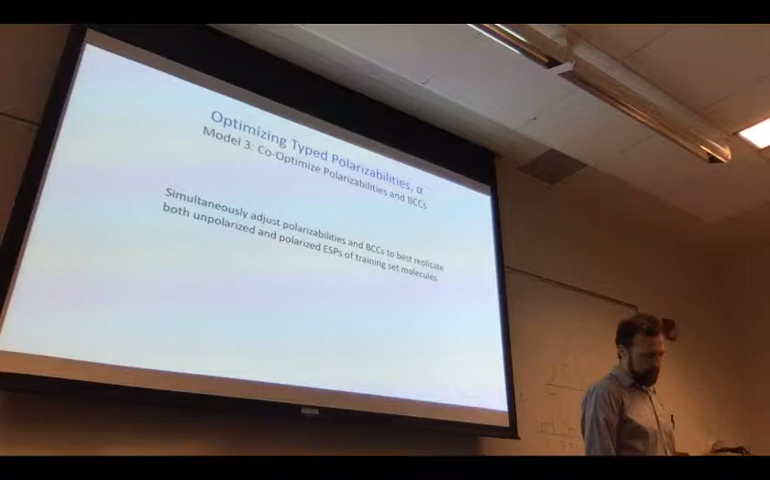 Optimizing Typed Polarizabilities, α
Model 3: Co-Optimize Polarizabilities and BCCs
Simultaneously adjust polarizabilities and BCCs to best replicate
both unpolarized and polarized ESPs of training set molecules